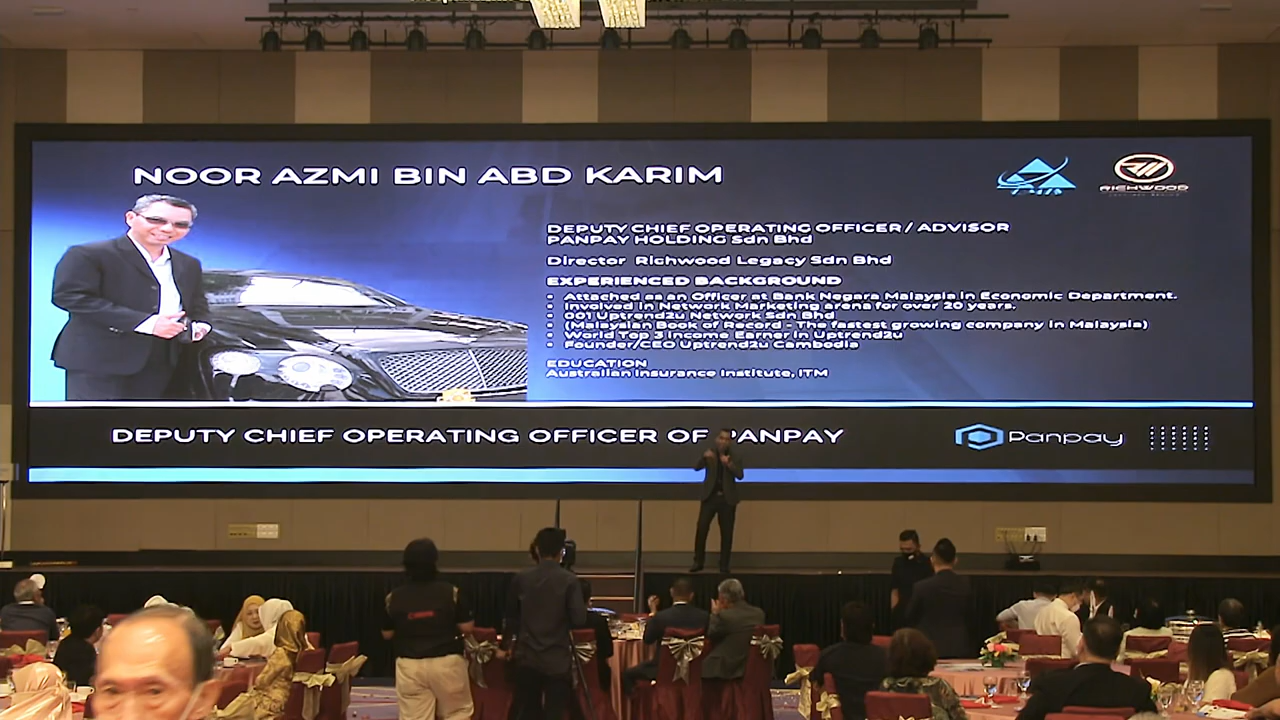 NOOR AZMI BIN ABD KARIM
RICHWOOD
DEPUTY CHIEF OPERATING OFFICER / ADVISOR
PANPAY HOLDING Sdn Bhd
Director Richwood Legacy Sdn Bhd
EXPERIENCED BACKGROUND
• Attached as an Officer at Bank Negara Malaysia in Economic Department.
• Involved in Network Marketing arena for over 20 years.
• 001 Uptrend2u Network Sdn Bhd
• (Malaysian Book of Record - The fastest growing company in Malaysia)
• World Top 3 Income Earner in Uptrend2u
• Founder/CEO Uptrend2u Cambodia
EDUCATION
Australian Insurance Institute, ITM
DEPUTY CHIEF OPERATING OFFICER OF PANPAY
Panpay